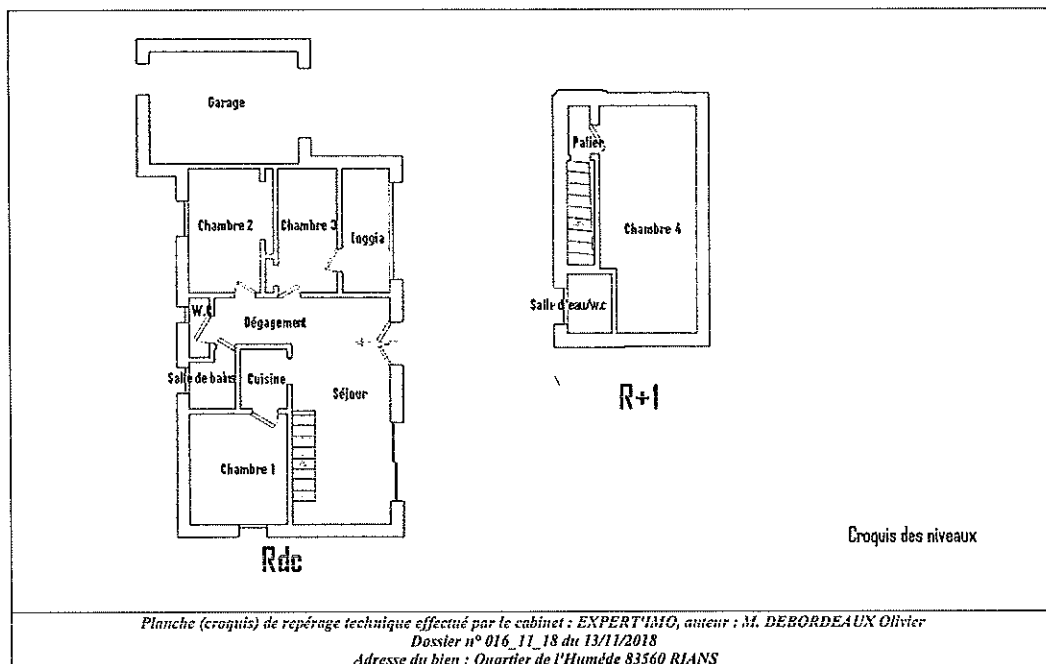 Garage
Chambre 2
Chambre 3
Loggia
W.C
Dégagement
Salle de bains
Cuisine
Séjour
Chambre 1
Rdc
Palier
Chambre 4
Salle d'eau/w.c
R+1
Croquis des niveaux
Planche (croquis) de repérage technique effectué par le cabinet : EXPERT'IMO, auteur : M. DEBORDEAUX Olivier
Dossier n° 016_11_18 du 13/11/2018
Adresse du bien : Quartier de l'Humède 83560 RIANS